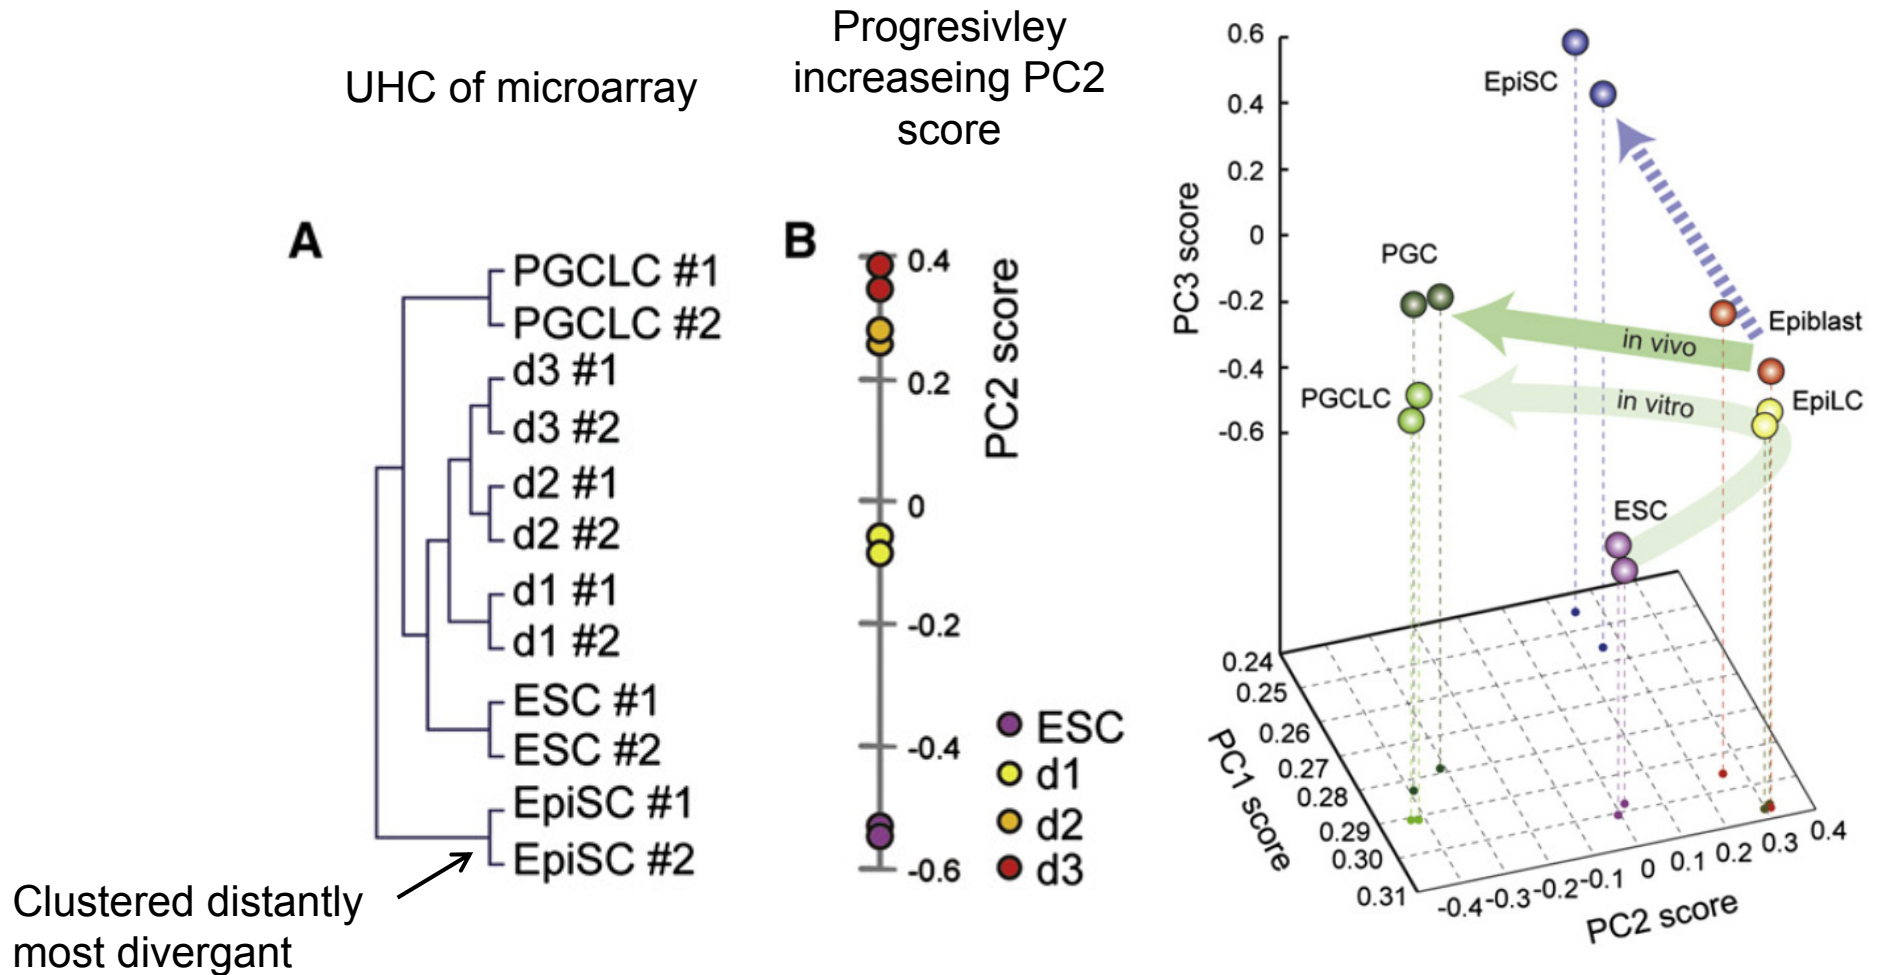 UHC of microarray
Progresivley
increaseing PC2
score
A
PGCLC #1
PGCLC #2
d3 #1
d3 #2
d2 #1
d2 #2
d1 #1
d1 #2
ESC #1
ESC #2
EpiSC #1
EpiSC #2
Clustered distantly
most divergant
B
0.4
0.2
0
-0.2
-0.4
-0.6
PC2 score
ESC
d1
d2
d3
0.6
0.4
0.2
0
-0.2
-0.4
-0.6
PC3 score
EpiSC
PGC
Epiblast
in vivo
PGCLC
in vitro
EpiLC
ESC
0.24
0.25
0.26
0.27
0.28
0.29
0.30
0.31
PC1 score
-0.4 -0.3 -0.2 -0.1 0 0.1 0.2 0.3 0.4
PC2 score